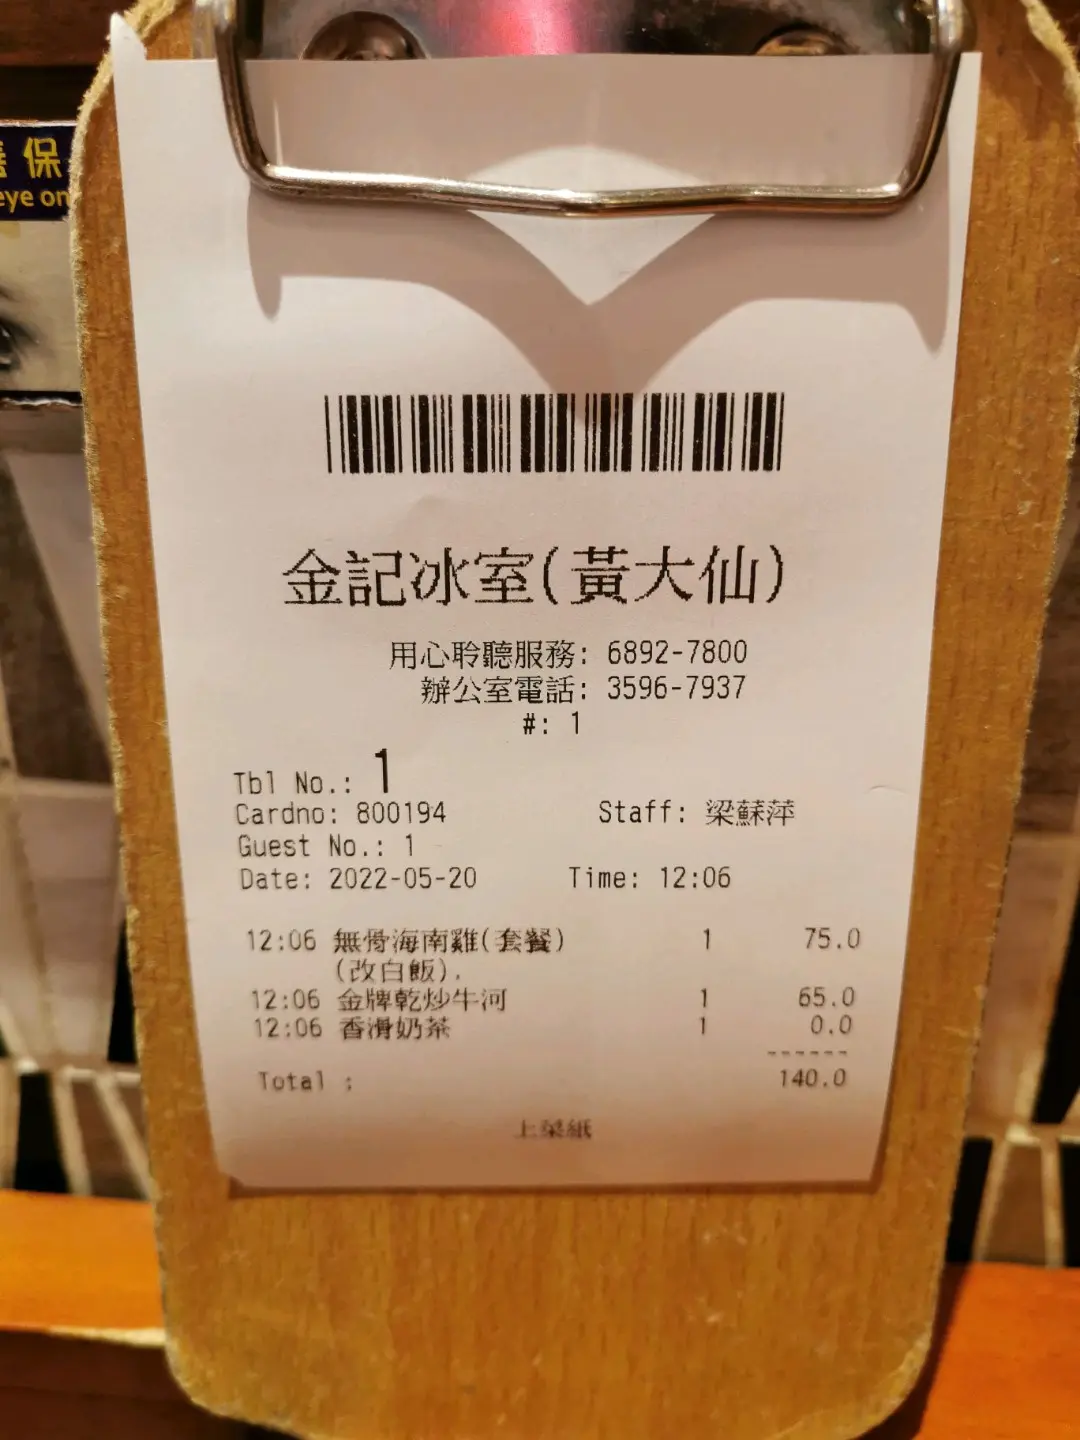 保
eye on
金記冰室(黃大仙)
用心聆聽服務: 6892-7800
辦公室電話: 3596-7937
#: 1
Tbl No.: 1
Cardno: 800194 Staff: 梁蘇萍
Guest No.: 1
Date: 2022-05-20 Time: 12:06
12:06 無骨海南雞(套餐) 1 75.0
(改白飯).
12:06 金牌乾炒牛河 1 65.0
12:06 香滑奶茶 1 0.0
------
Total : 140.0
上菜紙